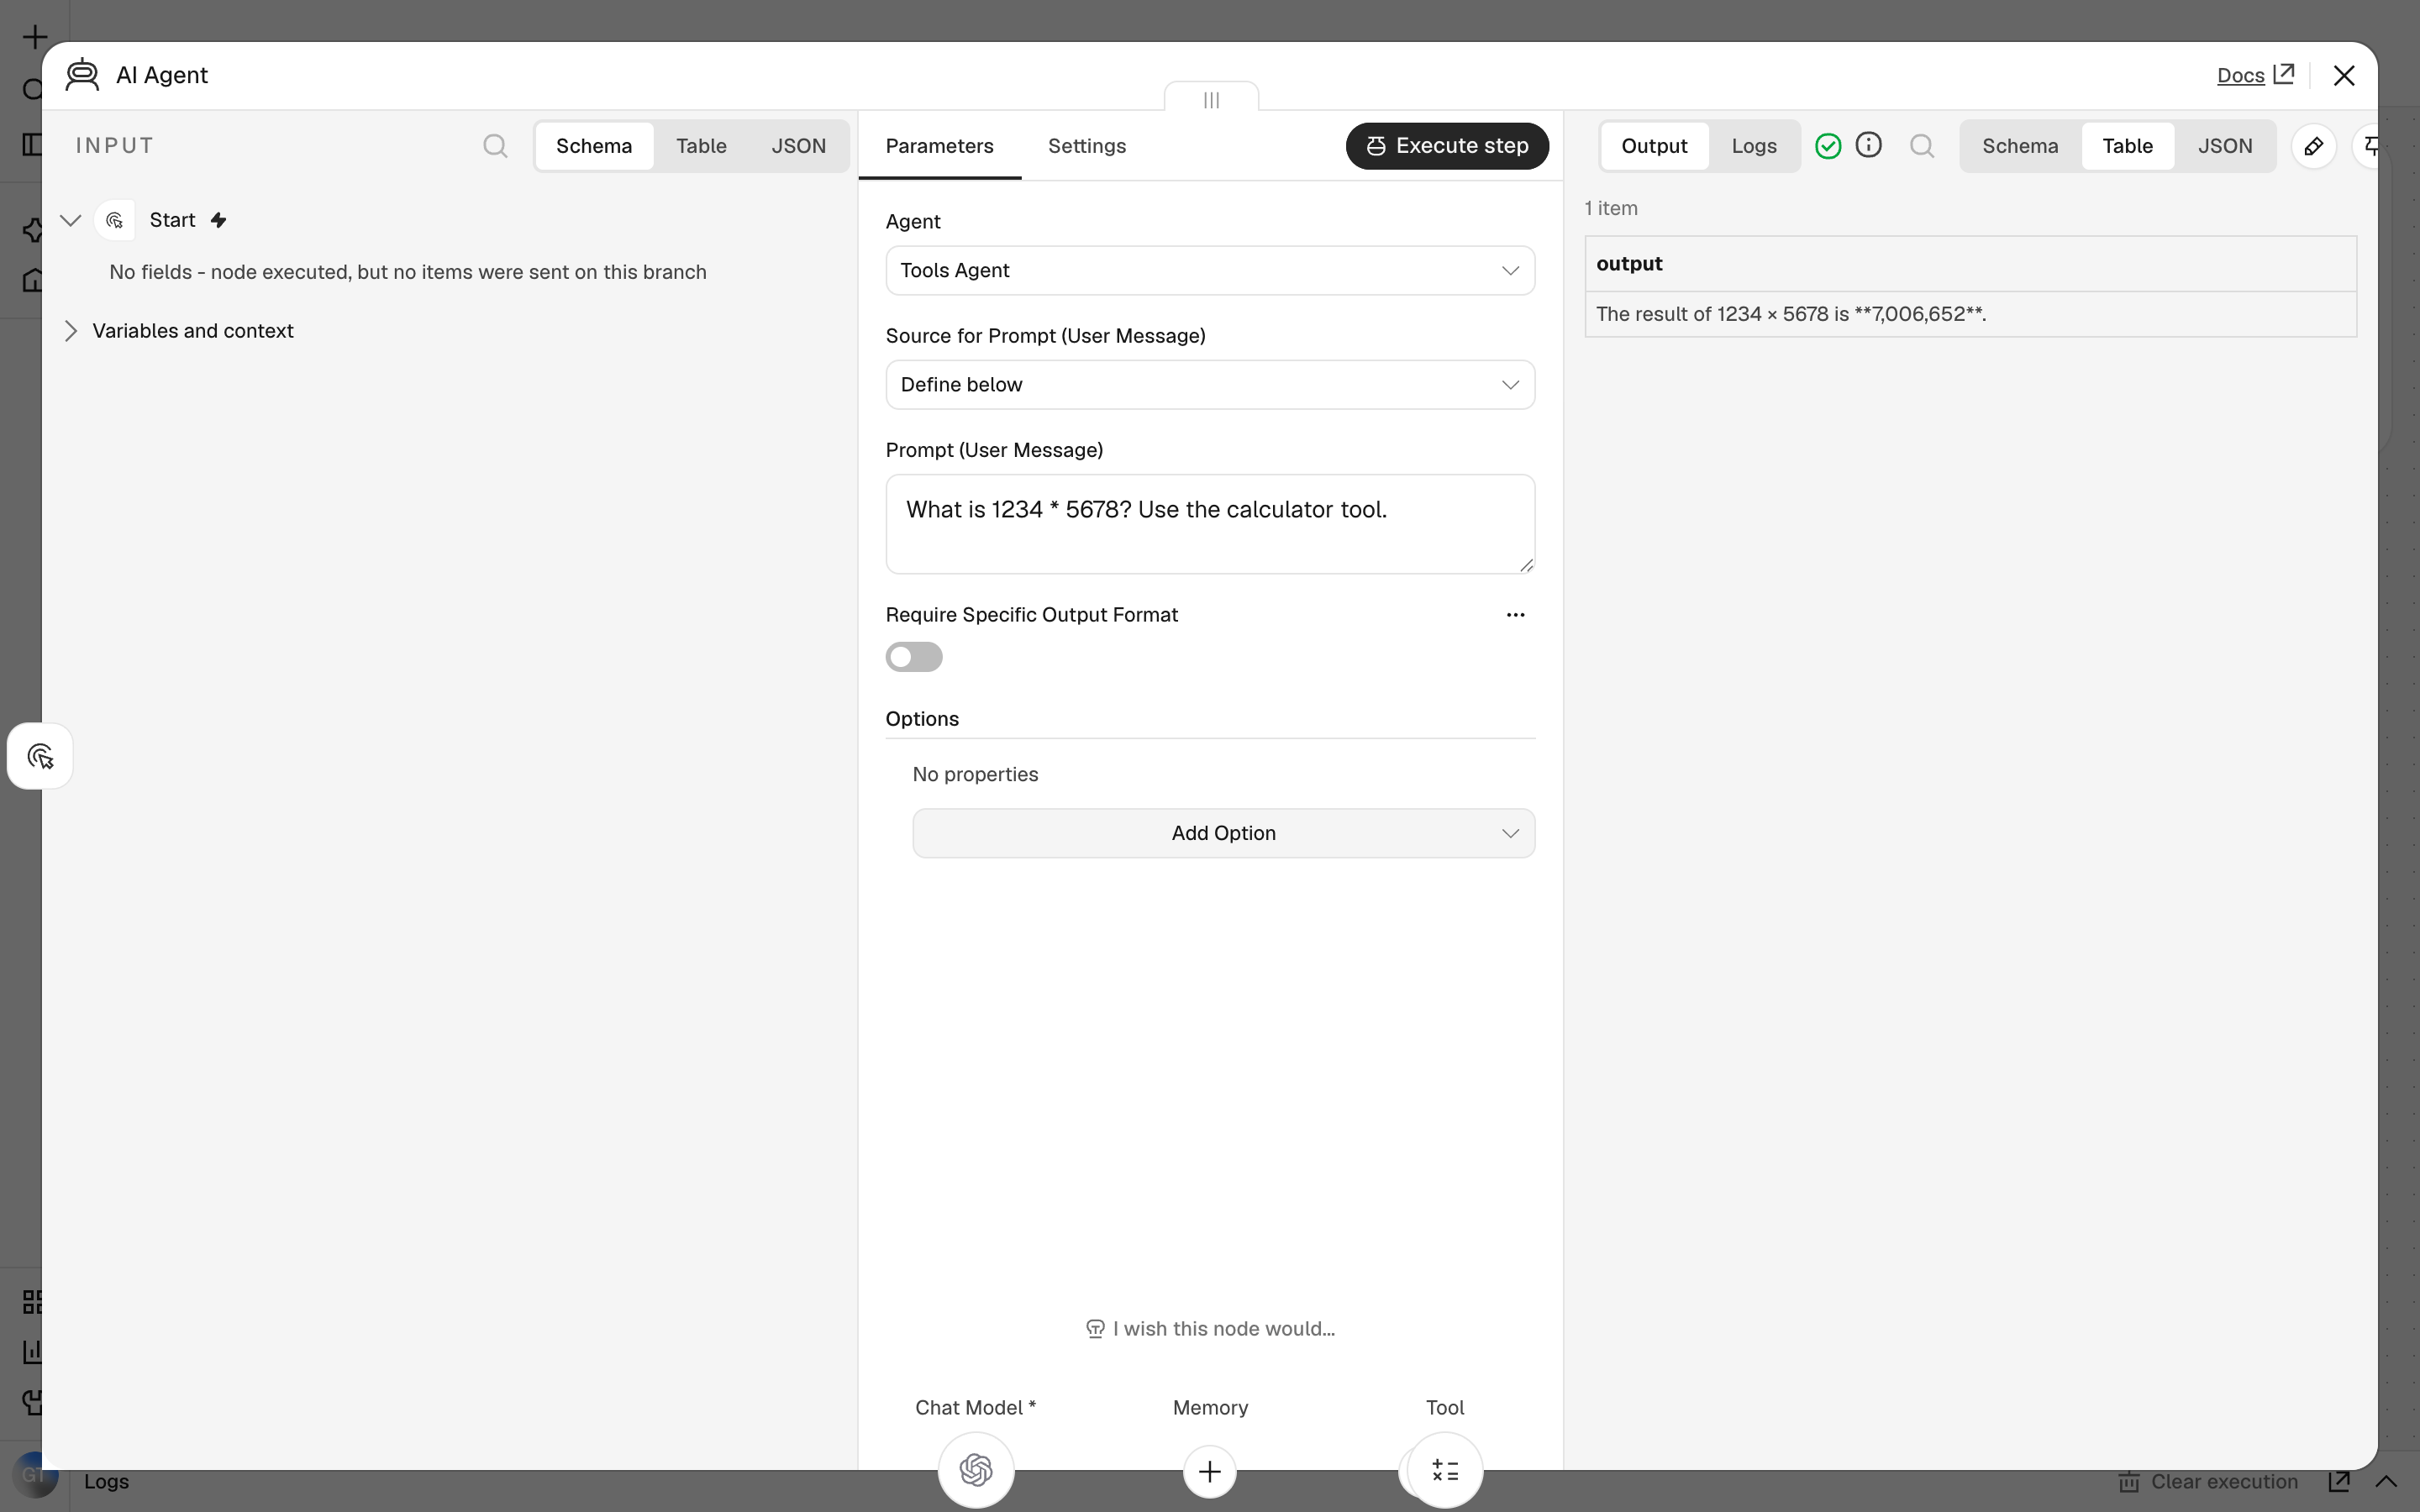 AI Agent
Docs
INPUT
Schema
Table
JSON
Start
No fields - node executed, but no items were sent on this branch
Variables and context
Parameters
Settings
Execute step
Agent
Tools Agent
Source for Prompt (User Message)
Define below
Prompt (User Message)
What is 1234 * 5678? Use the calculator tool.
Require Specific Output Format
Options
No properties
Add Option
I wish this node would...
Chat Model *
Memory
Tool
Output
Logs
Schema
Table
JSON
1 item
output
The result of 1234 × 5678 is **7,006,652**.
GT
Logs
Clear execution